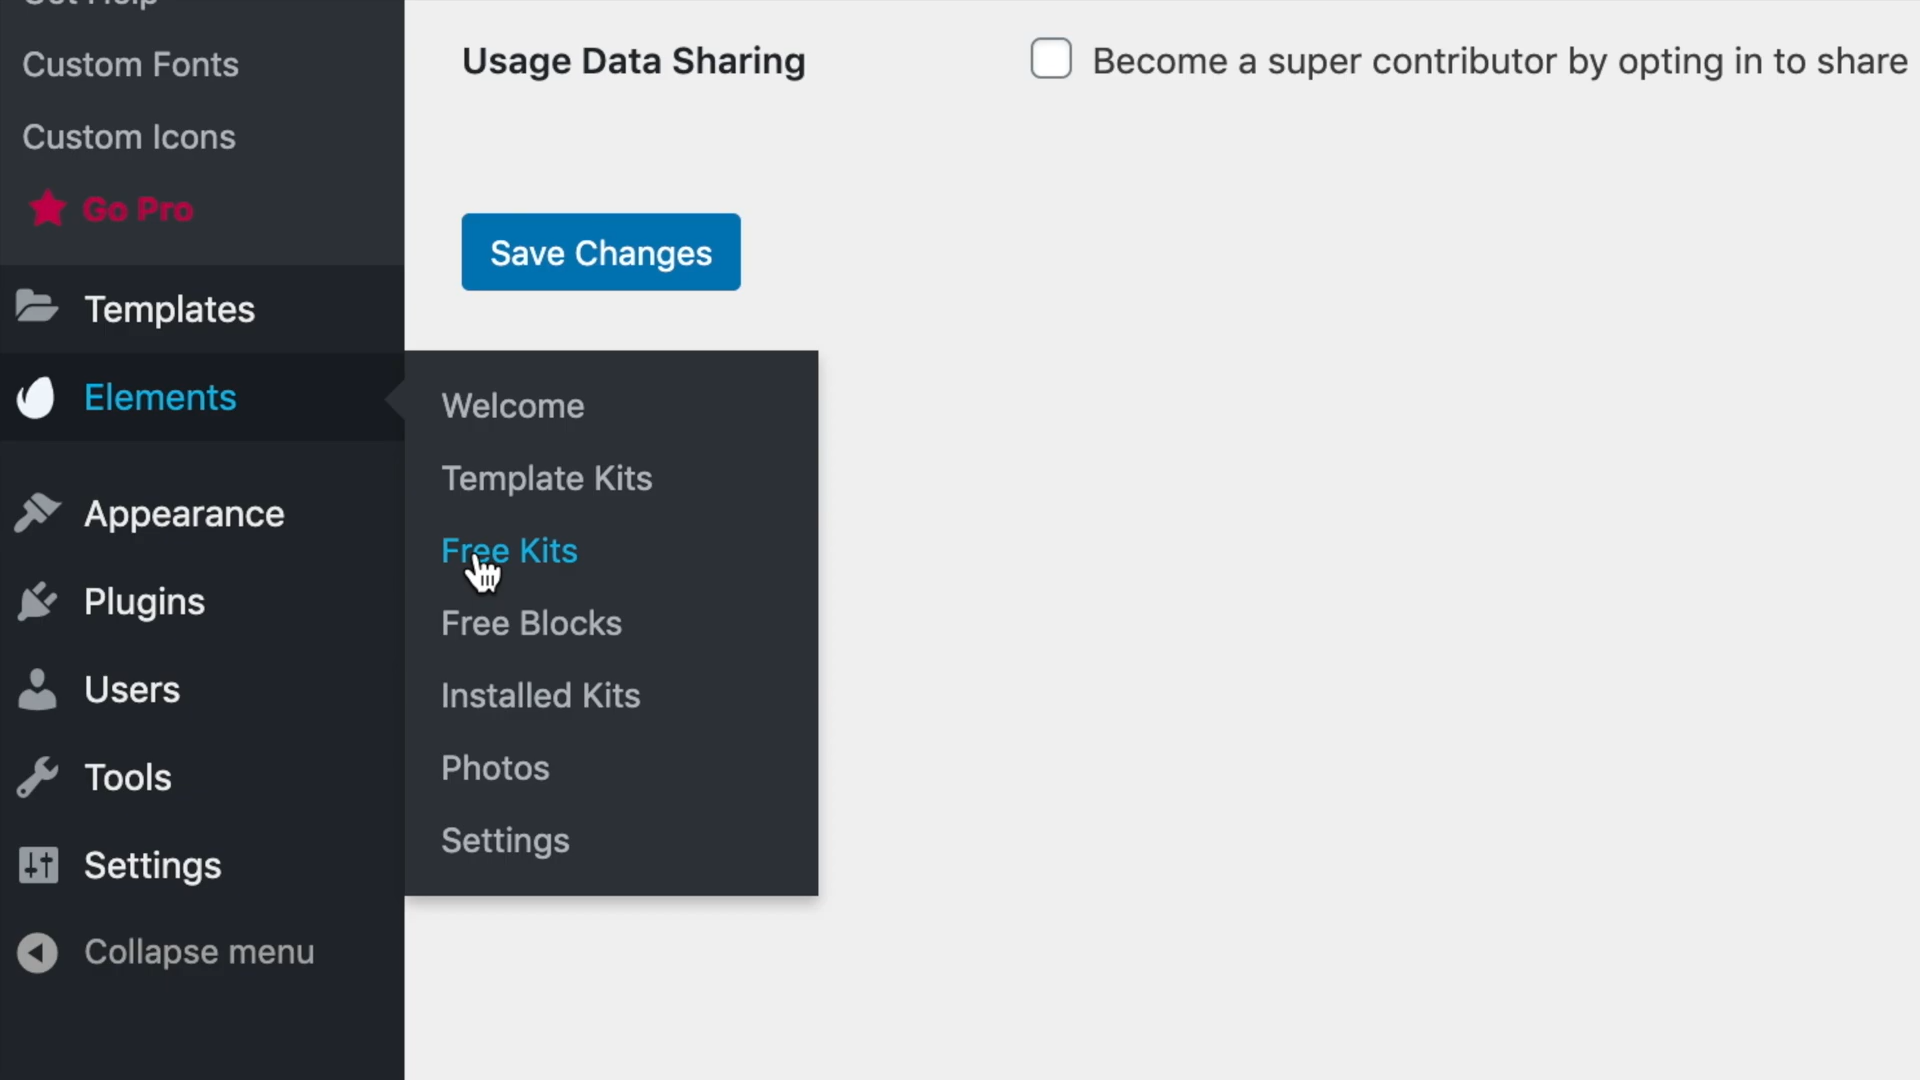 Custom Fonts
Custom Icons
Go Pro
Templates
Elements
Appearance
Plugins
Users
Tools
Settings
Collapse menu
Usage Data Sharing
Become a super contributor by opting in to share
Save Changes
Welcome
Template Kits
Free Kits
Free Blocks
Installed Kits
Photos
Settings